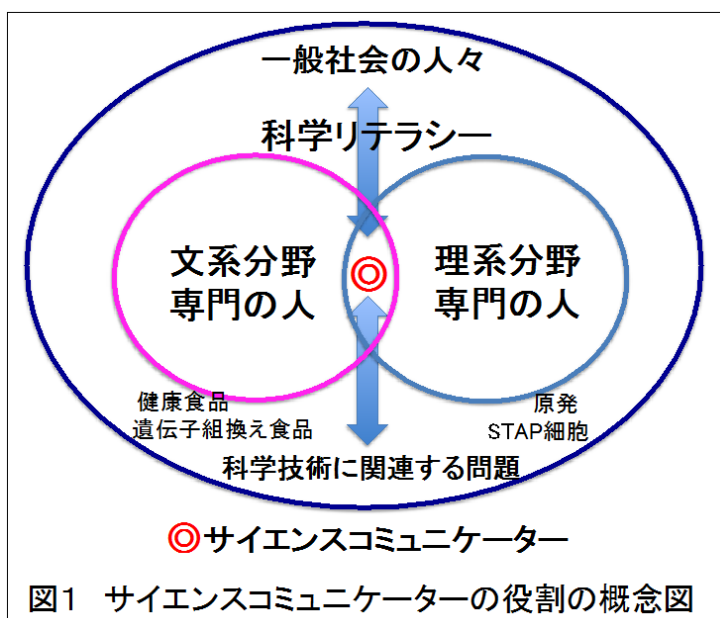 一般社会の人々
科学リテラシー
文系分野
専門の人
理系分野
専門の人
◎
健康食品
遺伝子組換え食品
原発
STAP細胞
科学技術に関連する問題
◎サイエンスコミュニケーター
図1 サイエンスコミュニケーターの役割の概念図